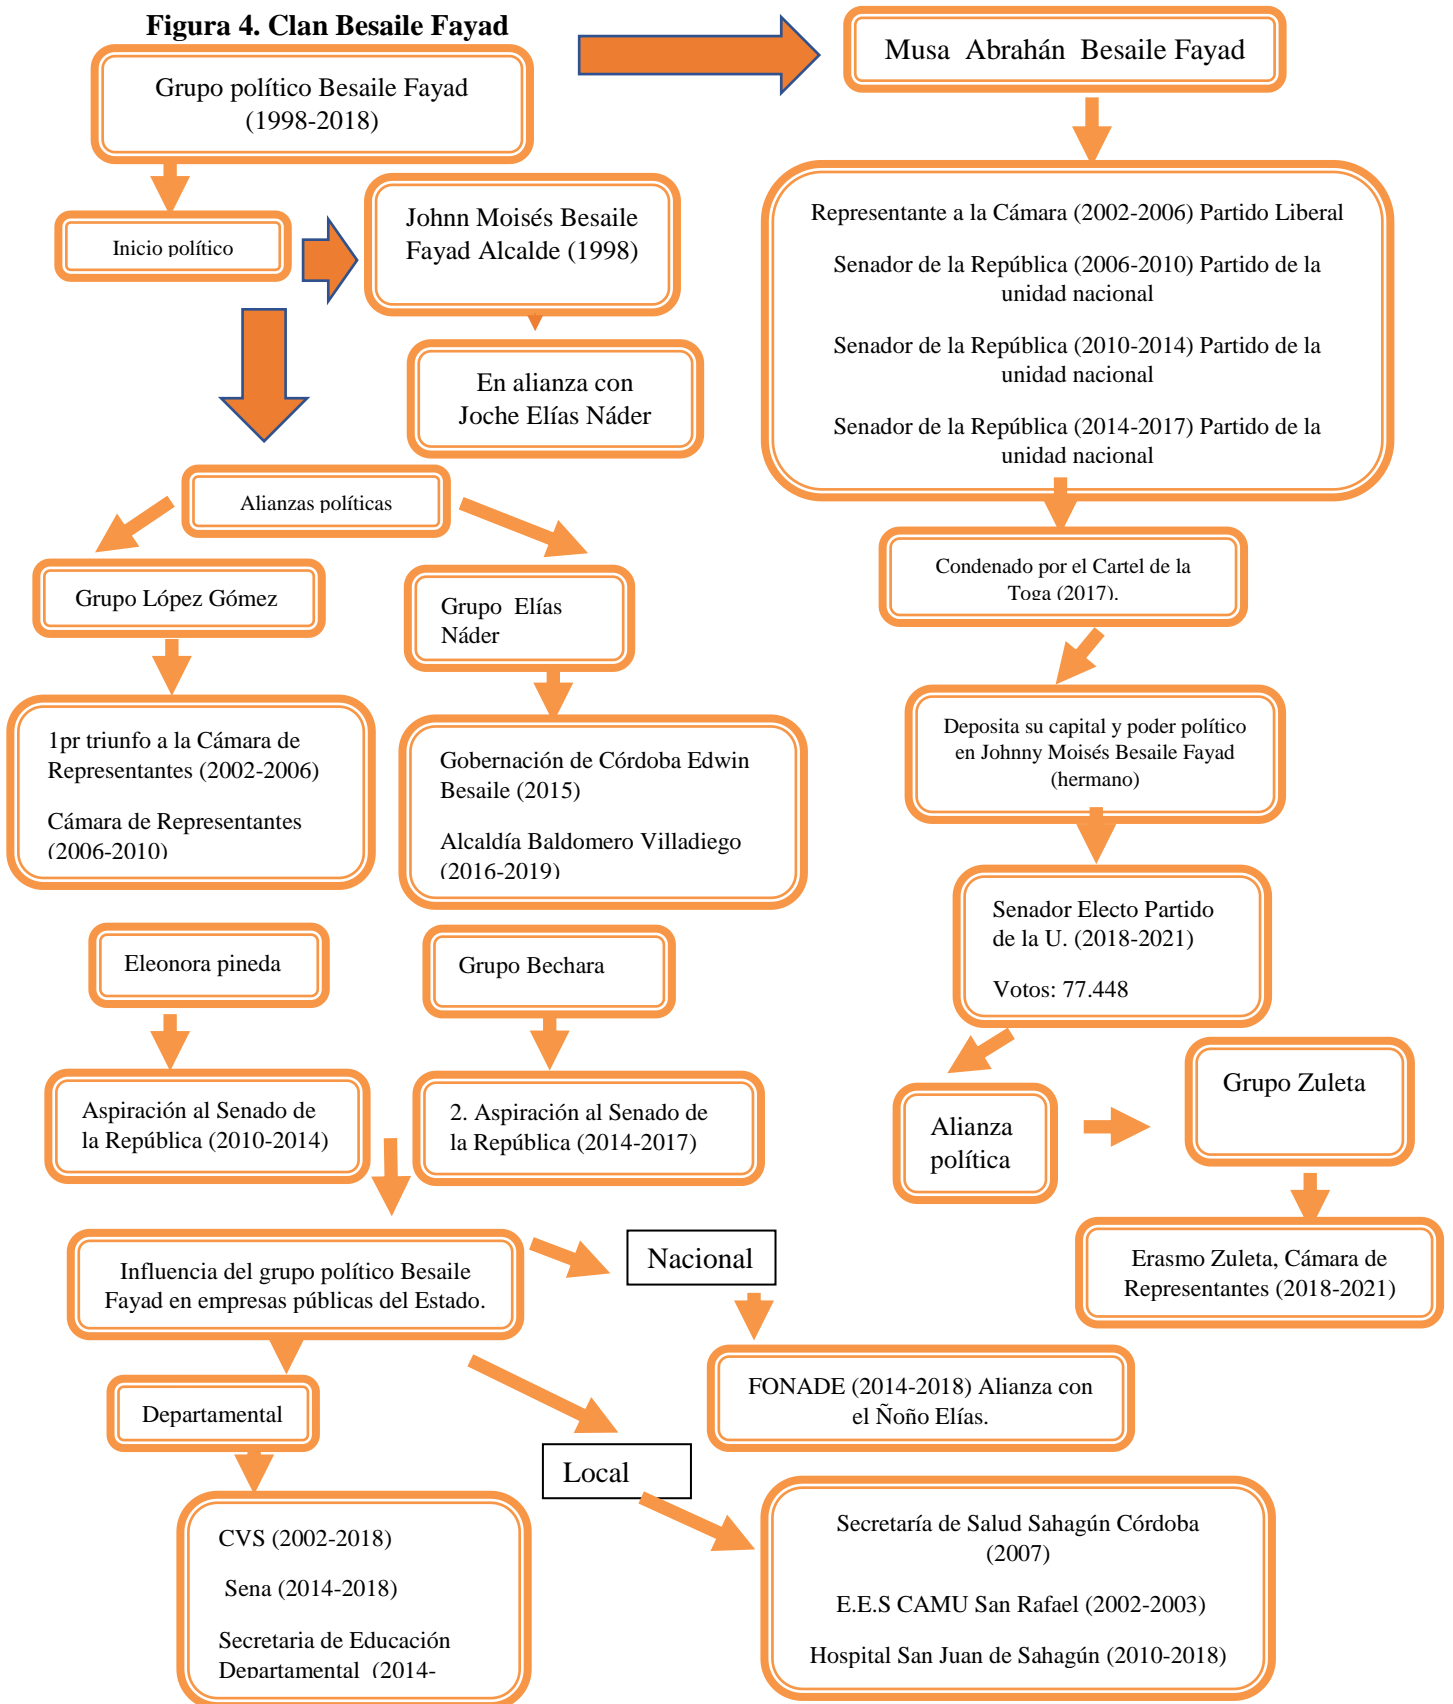 Figura 4. Clan Besaile Fayad
Grupo político Besaile Fayad
(1998-2018)
Musa Abrahán Besaile Fayad
Inicio político
Johnn Moisés Besaile
Fayad Alcalde (1998)
En alianza con
Joche Elías Náder
Representante a la Cámara (2002-2006) Partido Liberal
Senador de la República (2006-2010) Partido de la
unidad nacional
Senador de la República (2010-2014) Partido de la
unidad nacional
Senador de la República (2014-2017) Partido de la
unidad nacional
Alianzas políticas
Grupo López Gómez
Grupo Elías
Náder
Condenado por el Cartel de la
Toga (2017).
1pr triunfo a la Cámara de
Representantes (2002-2006)
Cámara de Representantes
(2006-2010)
Gobernación de Córdoba Edwin
Besaile (2015)
Alcaldía Baldomero Villadiego
(2016-2019)
Deposita su capital y poder político
en Johnny Moisés Besaile Fayad
(hermano)
Senador Electo Partido
de la U. (2018-2021)
Votos: 77.448
Eleonora pineda
Grupo Bechara
Aspiración al Senado de
la República (2010-2014)
2. Aspiración al Senado de
la República (2014-2017)
Alianza
política
Grupo Zuleta
Erasmo Zuleta, Cámara de
Representantes (2018-2021)
Influencia del grupo político Besaile
Fayad en empresas públicas del Estado.
Nacional
FONADE (2014-2018) Alianza con
el Ñoño Elías.
Departamental
Local
CVS (2002-2018)
Sena (2014-2018)
Secretaria de Educación
Departamental (2014-
Secretaría de Salud Sahagún Córdoba
(2007)
E.E.S CAMU San Rafael (2002-2003)
Hospital San Juan de Sahagún (2010-2018)